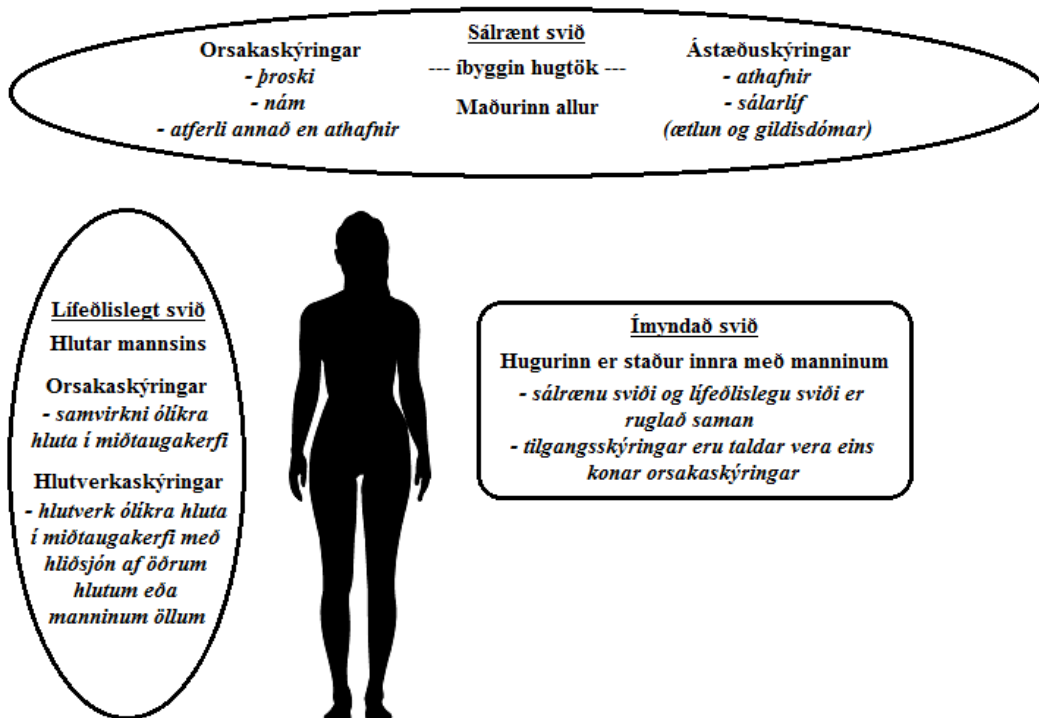 Sálrænt svið
--- íbyggin hugtök ---
Maðurinn allur
Orsakaskýringar
- þroski
- nám
- atferli annað en athafnir
Ástæðuskýringar
- athafnir
- sálarlíf
(ætlun og gildisdómar)
Lífeðlislegt svið
Hlutar mannsins
Orsakaskýringar
- samvirkni ólíkra
hluta í miðtaugakerfi
Hlutverkaskýringar
- hlutverk ólíkra hluta
í miðtaugakerfi með
hliðsjón af öðrum
hlutum eða
manninum öllum
Ímyndað svið
Hugurinn er staður innra með manninum
- sálrænu sviði og lífeðlislegu sviði er
ruglað saman
- tilgangsskýringar eru taldar vera eins
konar orsakaskýringar